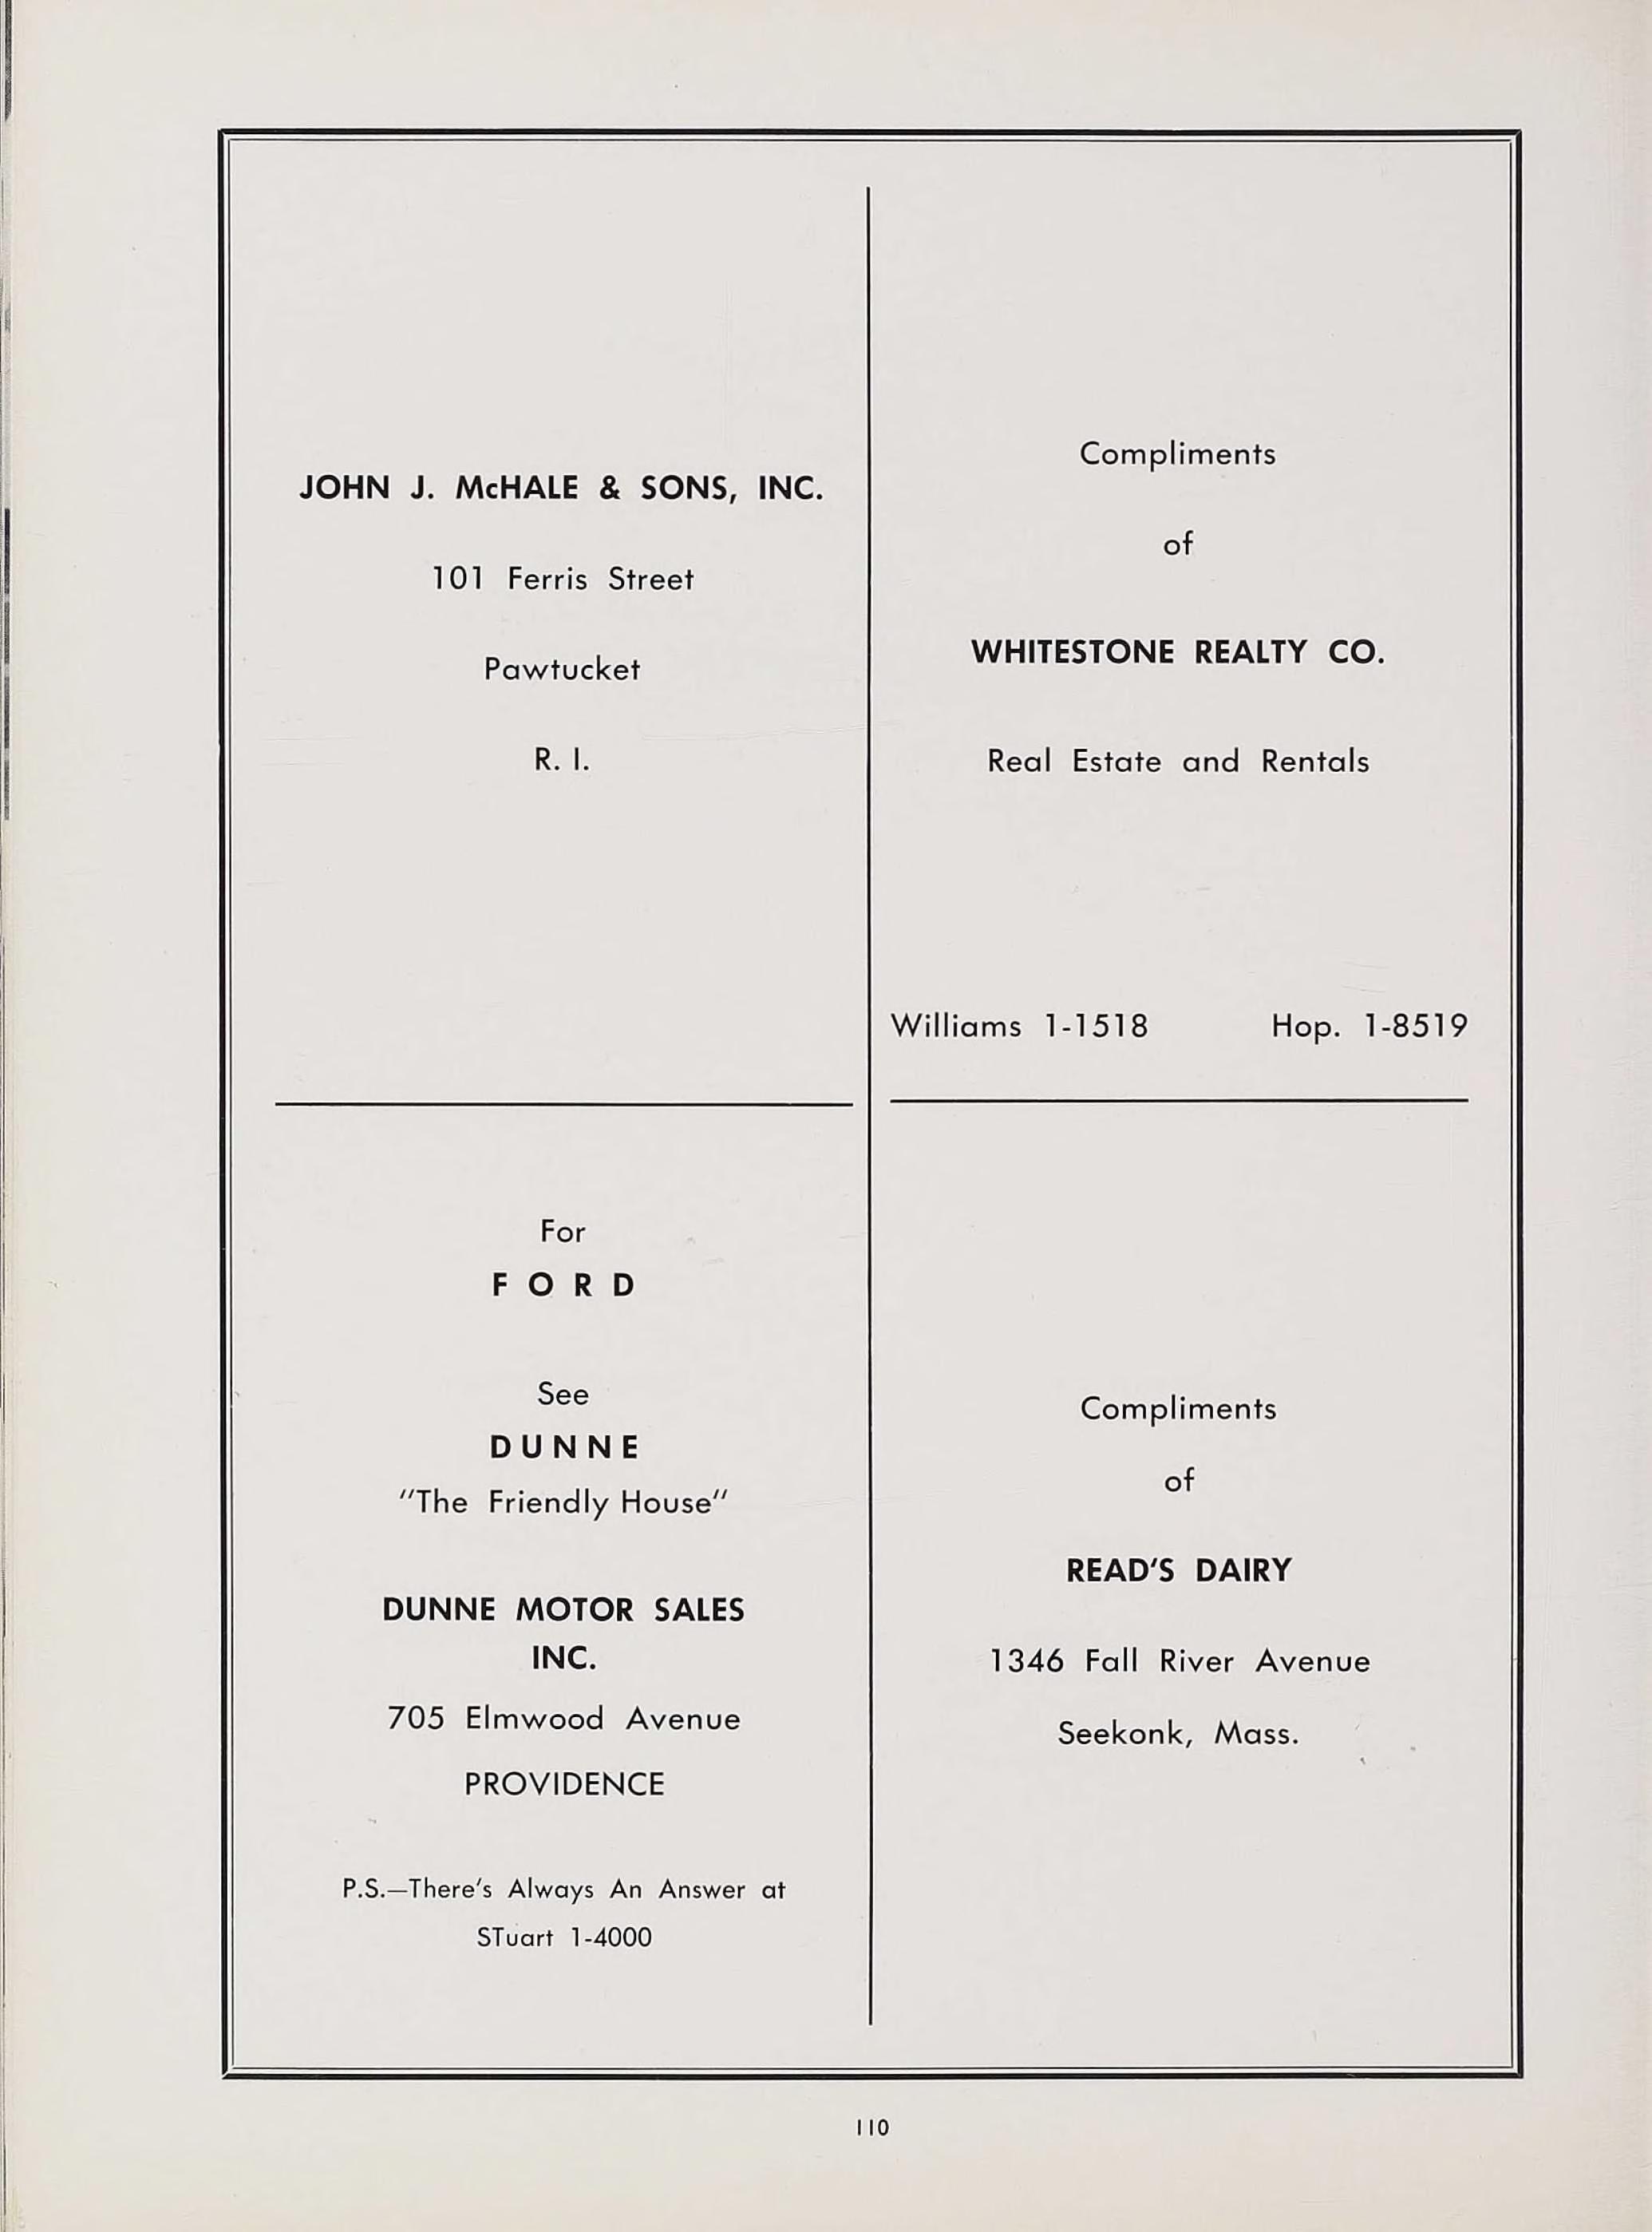 JOHN J. McHALE & SONS, INC.
101 Ferris Street
Pawtucket
R. I.
Compliments
of
WHITESTONE REALTY CO.
Real Estate and Rentals
Williams 1-1518 Hop. 1-8519
For
FORD
See
DUNNE
"The Friendly House"
DUNNE MOTOR SALES
INC.
705 Elmwood Avenue
PROVIDENCE
P.S.—There's Always An Answer at
STuart 1-4000
Compliments
of
READ'S DAIRY
1346 Fall River Avenue
Seekonk, Mass.
110